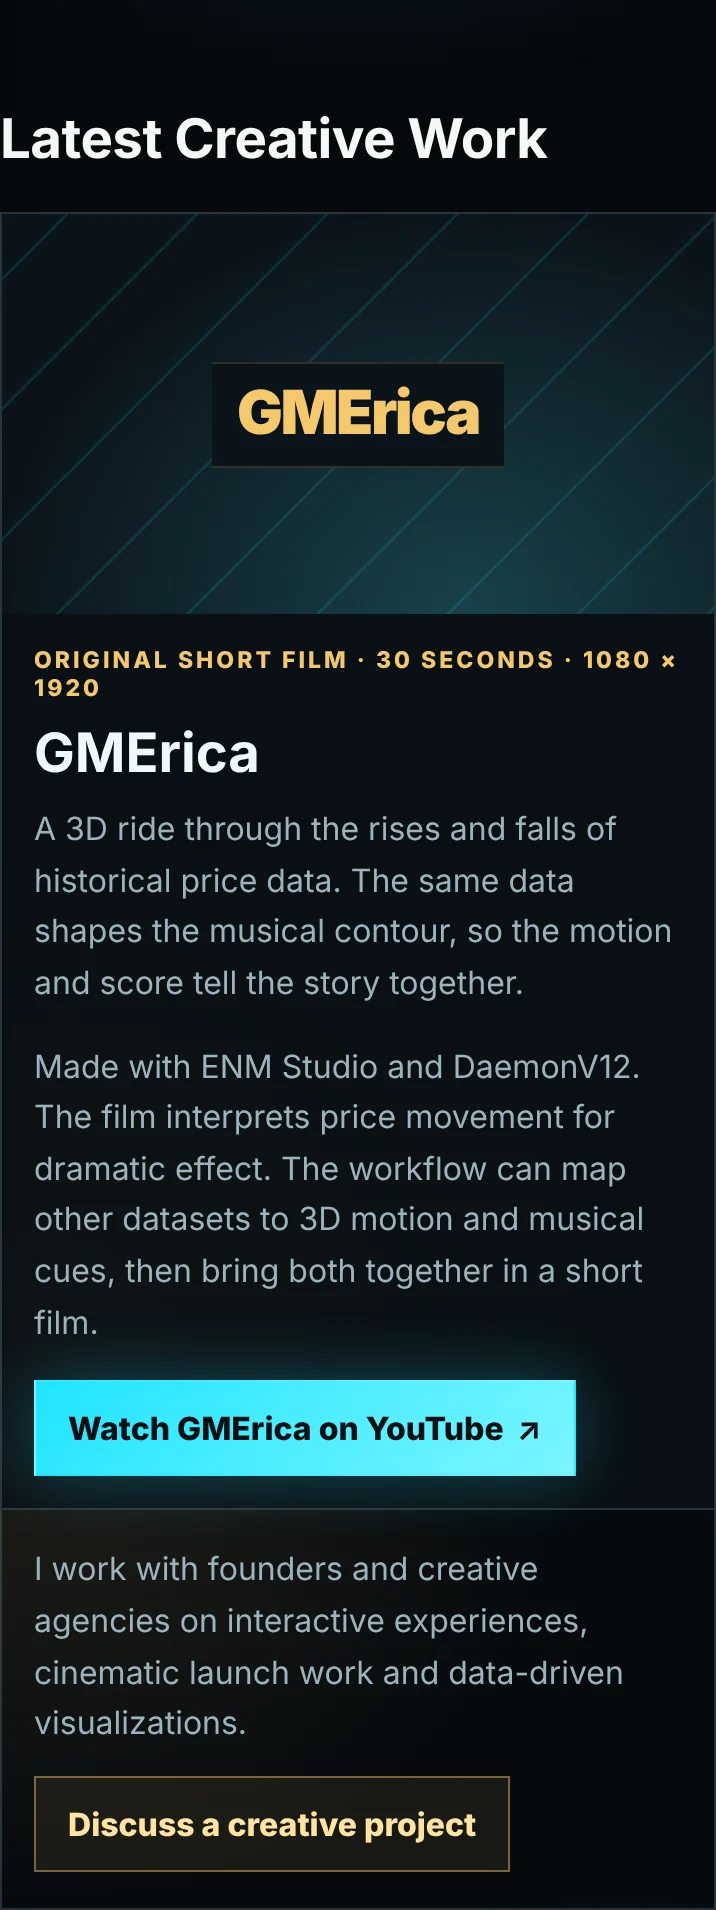 Latest Creative Work
GMErica
ORIGINAL SHORT FILM · 30 SECONDS · 1080 ×
1920
GMErica
A 3D ride through the rises and falls of
historical price data. The same data
shapes the musical contour, so the motion
and score tell the story together.
Made with ENM Studio and DaemonV12.
The film interprets price movement for
dramatic effect. The workflow can map
other datasets to 3D motion and musical
cues, then bring both together in a short
film.
Watch GMErica on YouTube ↗
I work with founders and creative
agencies on interactive experiences,
cinematic launch work and data-driven
visualizations.
Discuss a creative project